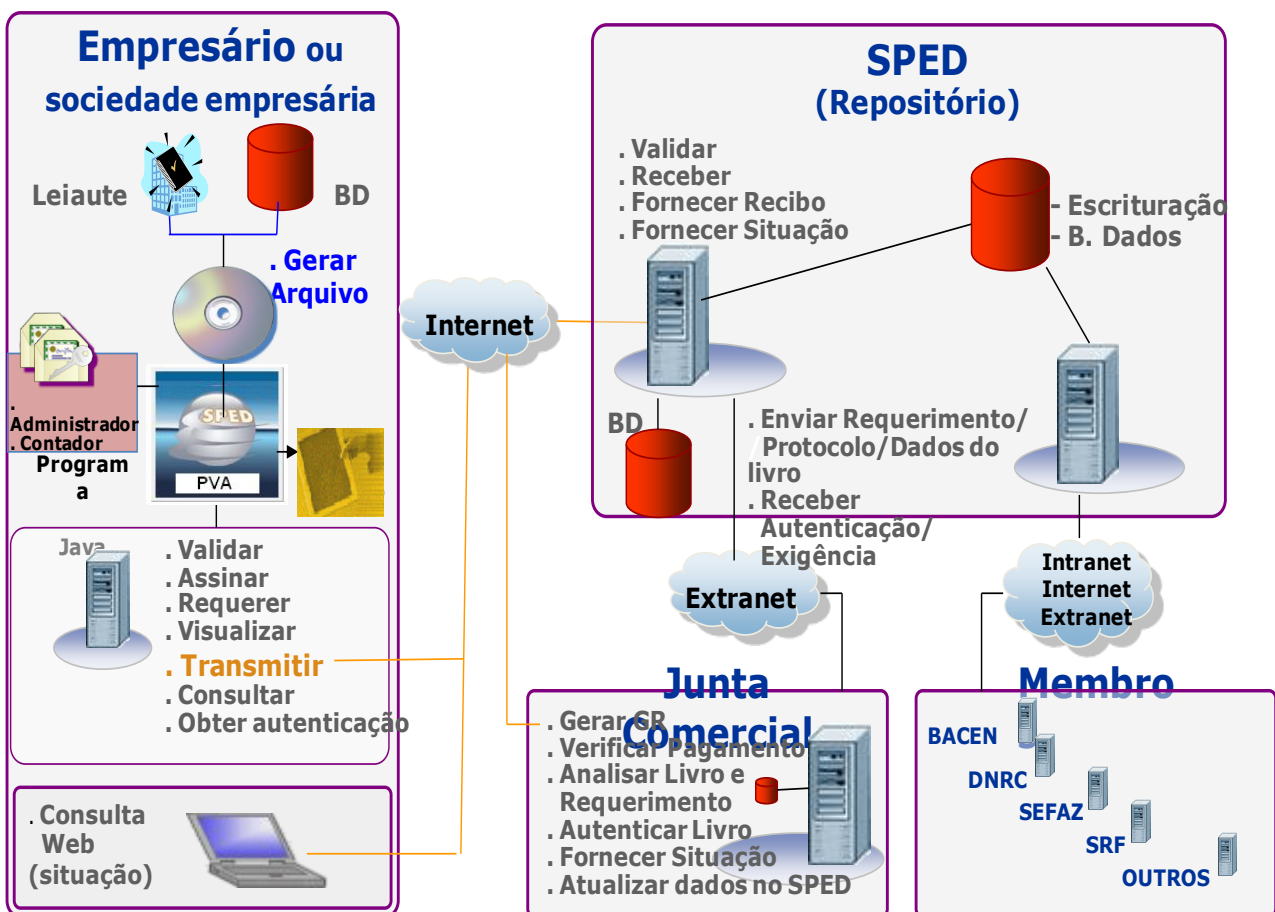 Empresário ou
sociedade empresária
Leiaute
BD
. Gerar
Arquivo
.
Administrador
. Contador
Program
a
SPED
PVA
Java
. Validar
. Assinar
. Requerer
. Visualizar
. Transmitir
. Consultar
. Obter autenticação
. Consulta
Web
(situação)
Internet
SPED
(Repositório)
. Validar
. Receber
. Fornecer Recibo
. Fornecer Situação
- Escrituração
- B. Dados
BD
. Enviar Requerimento/
/ Protocolo/Dados do
livro
. Receber
Autenticação/
Exigência
Extranet
Intranet
Internet
Extranet
Junta
Comercial
. Gerar GR
. Verificar Pagamento
. Analisar Livro e
Requerimento
. Autenticar Livro
. Fornecer Situação
. Atualizar dados no SPED
Membro
BACEN
DNRC
SEFAZ
SRF
OUTROS